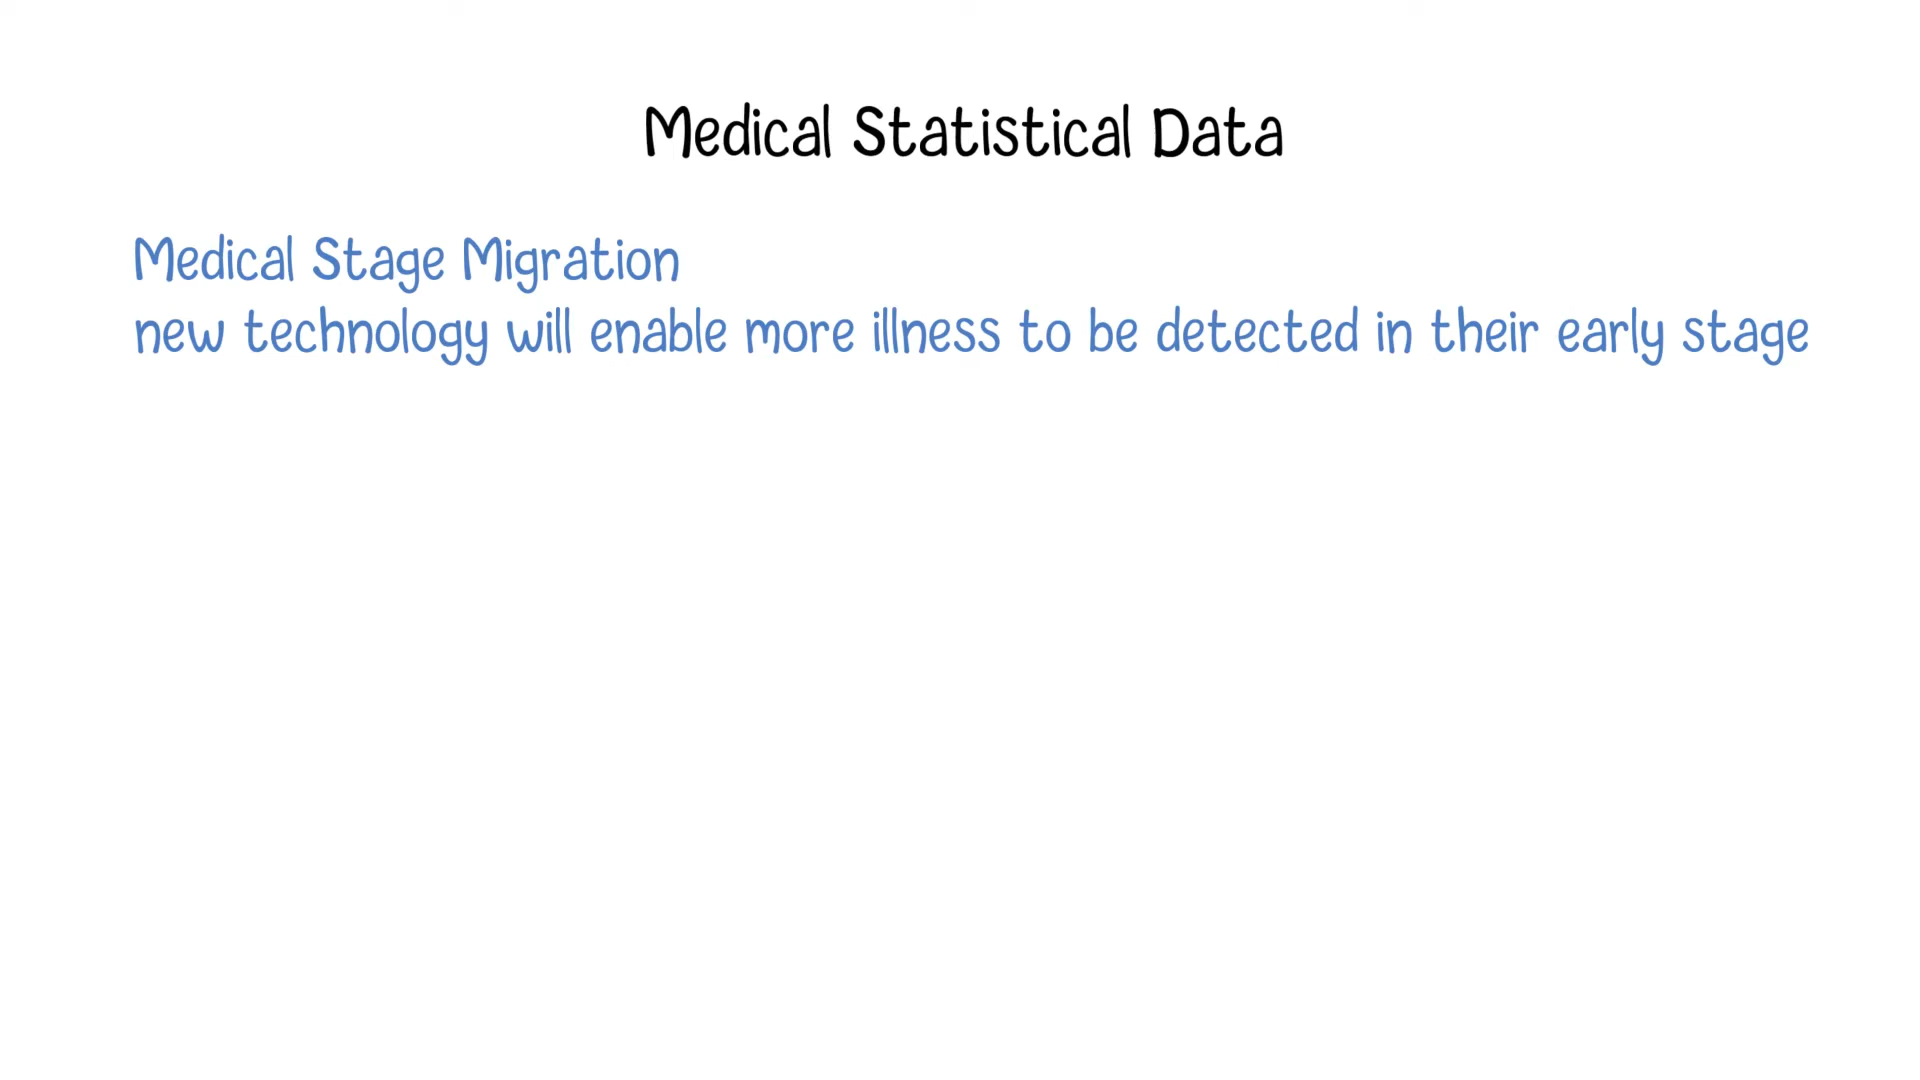 Medical Statistical Data
Medical Stage Migration
new technology will enable more illness to be detected in their early stage